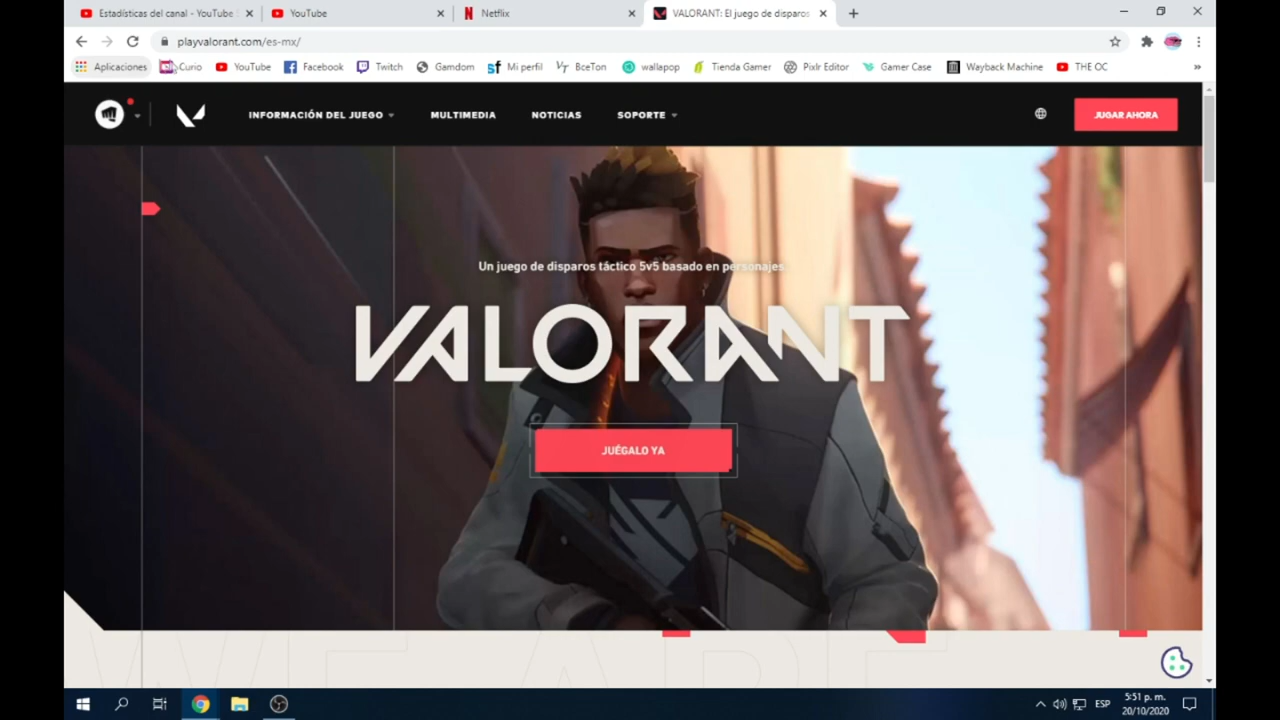 Estadísticas del canal - YouTube
YouTube
Netflix
VALORANT: El juego de disparos
playvalorant.com/es-mx/
Aplicaciones
Curio
YouTube
Facebook
Twitch
Gamdom
Mi perfil
BceTon
wallapop
Tienda Gamer
Pixlr Editor
Gamer Case
Wayback Machine
THE OC
INFORMACIÓN DEL JUEGO
MULTIMEDIA
NOTICIAS
SOPORTE
JUGAR AHORA
Un juego de disparos táctico 5v5 basado en personajes
VALORANT
JUÉGALO YA
WE ARE
ESP
5:51 p. m.
20/10/2020